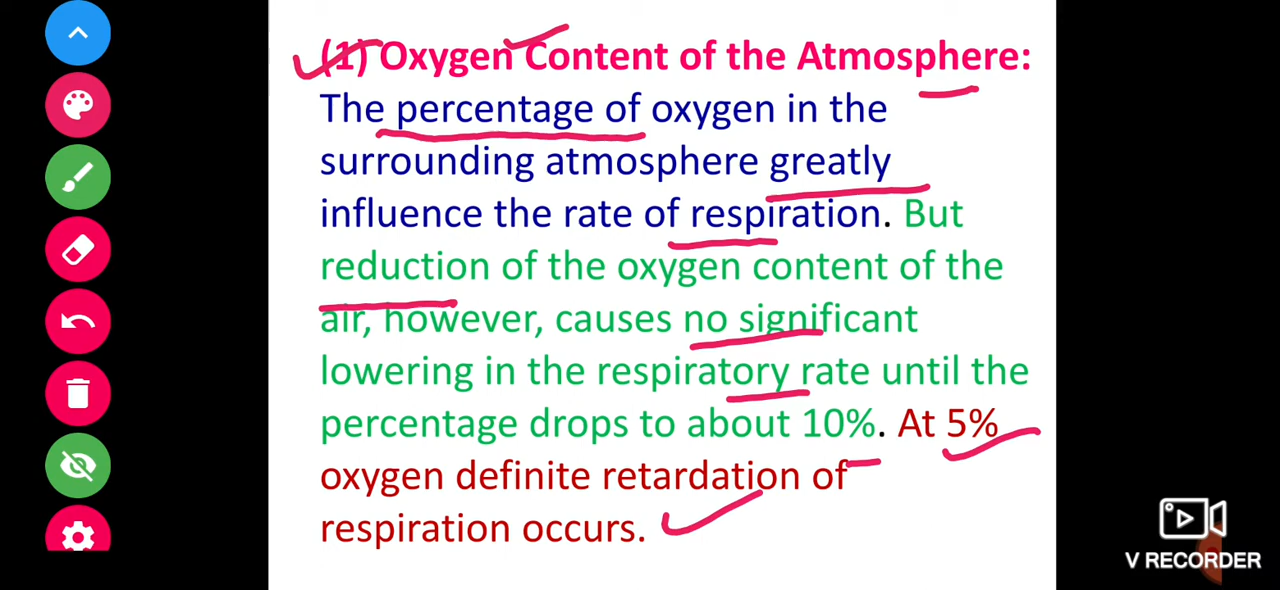 (1) Oxygen Content of the Atmosphere:
The percentage of oxygen in the
surrounding atmosphere greatly
influence the rate of respiration. But
reduction of the oxygen content of the
air, however, causes no significant
lowering in the respiratory rate until the
percentage drops to about 10%. At 5%
oxygen definite retardation of
respiration occurs.
V RECORDER